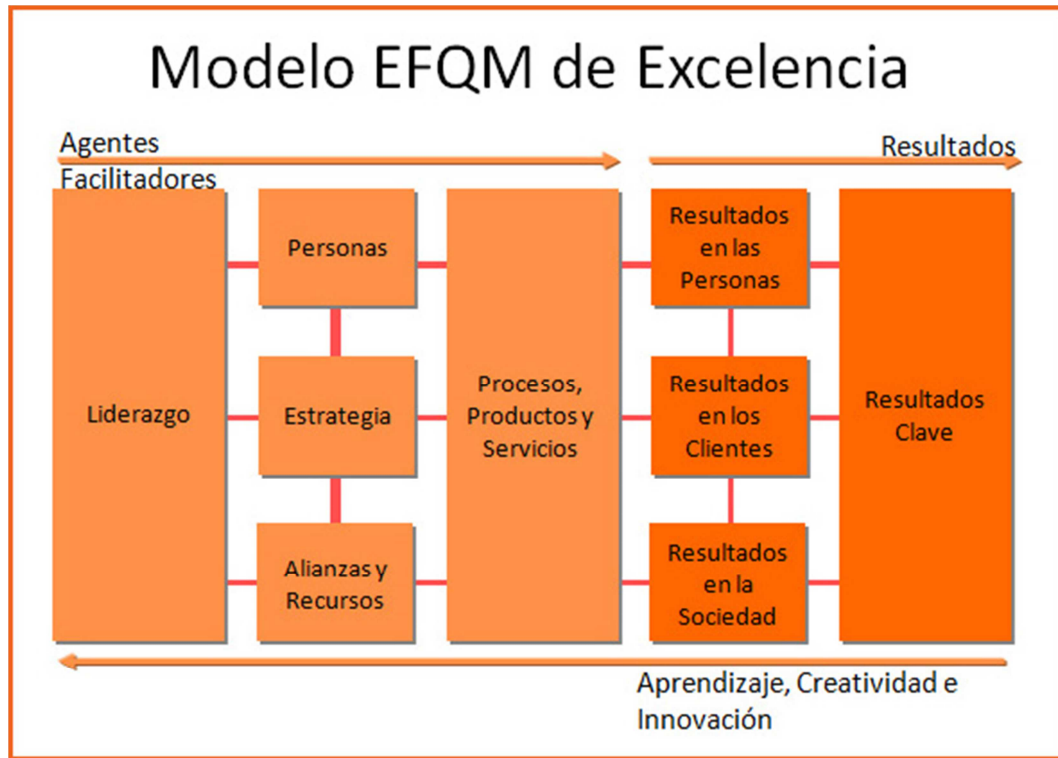 Modelo EFQM de Excelencia
Agentes
Facilitadores
Resultados
Liderazgo
Personas
Estrategia
Alianzas y
Recursos
Procesos,
Productos y
Servicios
Resultados
en las
Personas
Resultados
en los
Clientes
Resultados
en la
Sociedad
Resultados
Clave
Aprendizaje, Creatividad e
Innovación